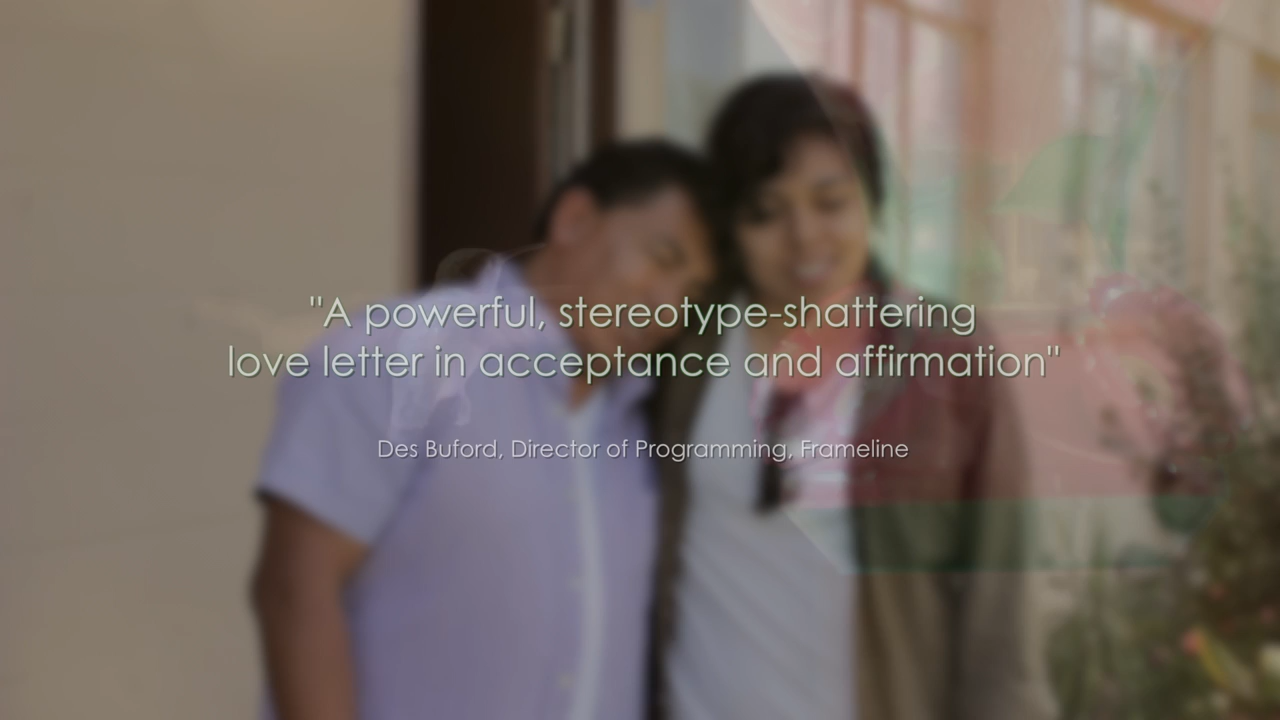 "A powerful, stereotype-shattering
love letter in acceptance and affirmation"
Des Buford, Director of Programming, Frameline